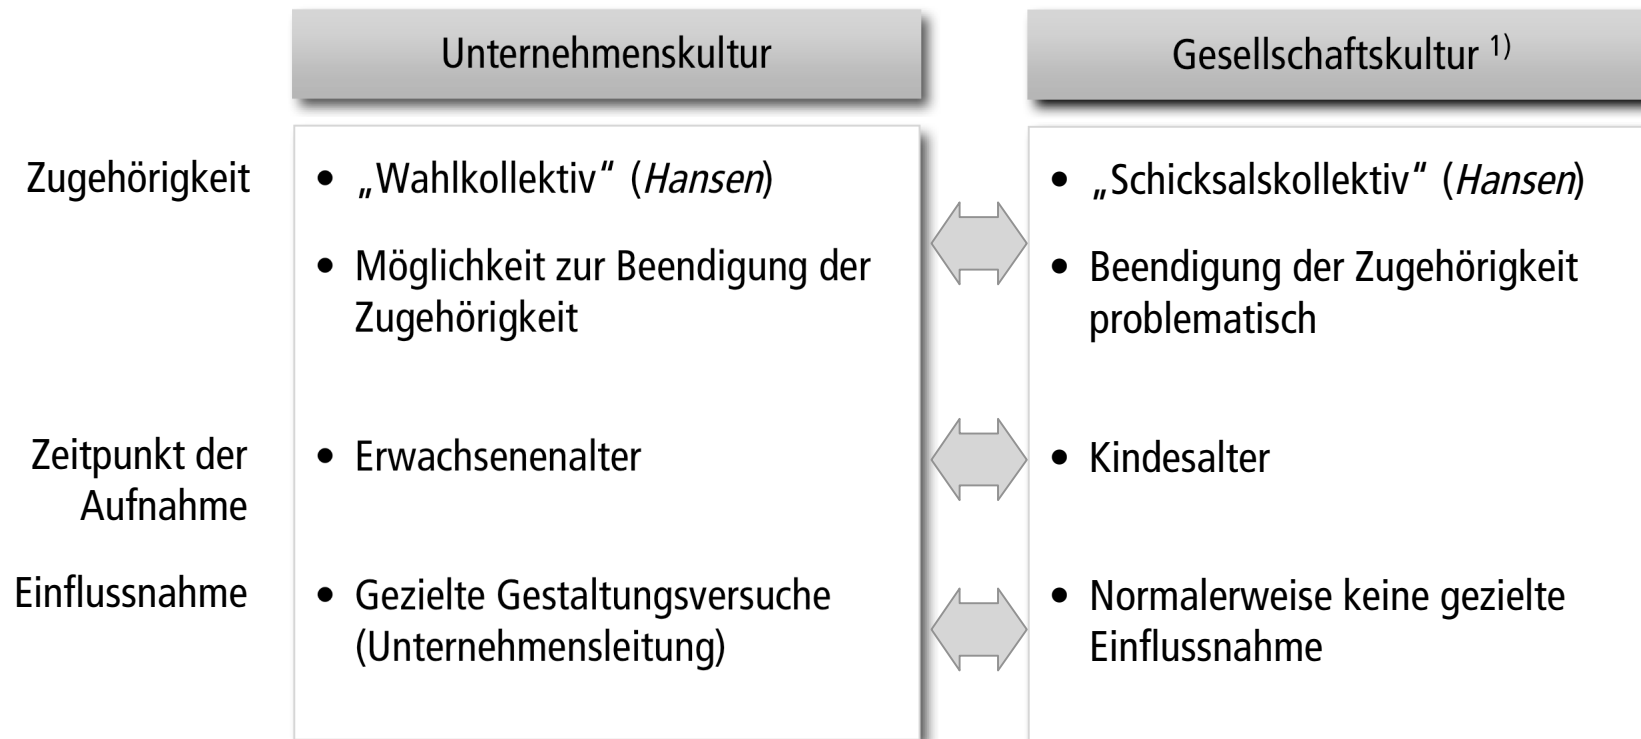 Unternehmenskultur
Gesellschaftskultur 1)
Zugehörigkeit
• „Wahlkollektiv“ (Hansen)
• Möglichkeit zur Beendigung der
Zugehörigkeit
• „Schicksalskollektiv“ (Hansen)
• Beendigung der Zugehörigkeit
problematisch
Zeitpunkt der
Aufnahme
• Erwachsenenalter
• Kindesalter
Einflussnahme
• Gezielte Gestaltungsversuche
(Unternehmensleitung)
• Normalerweise keine gezielte
Einflussnahme